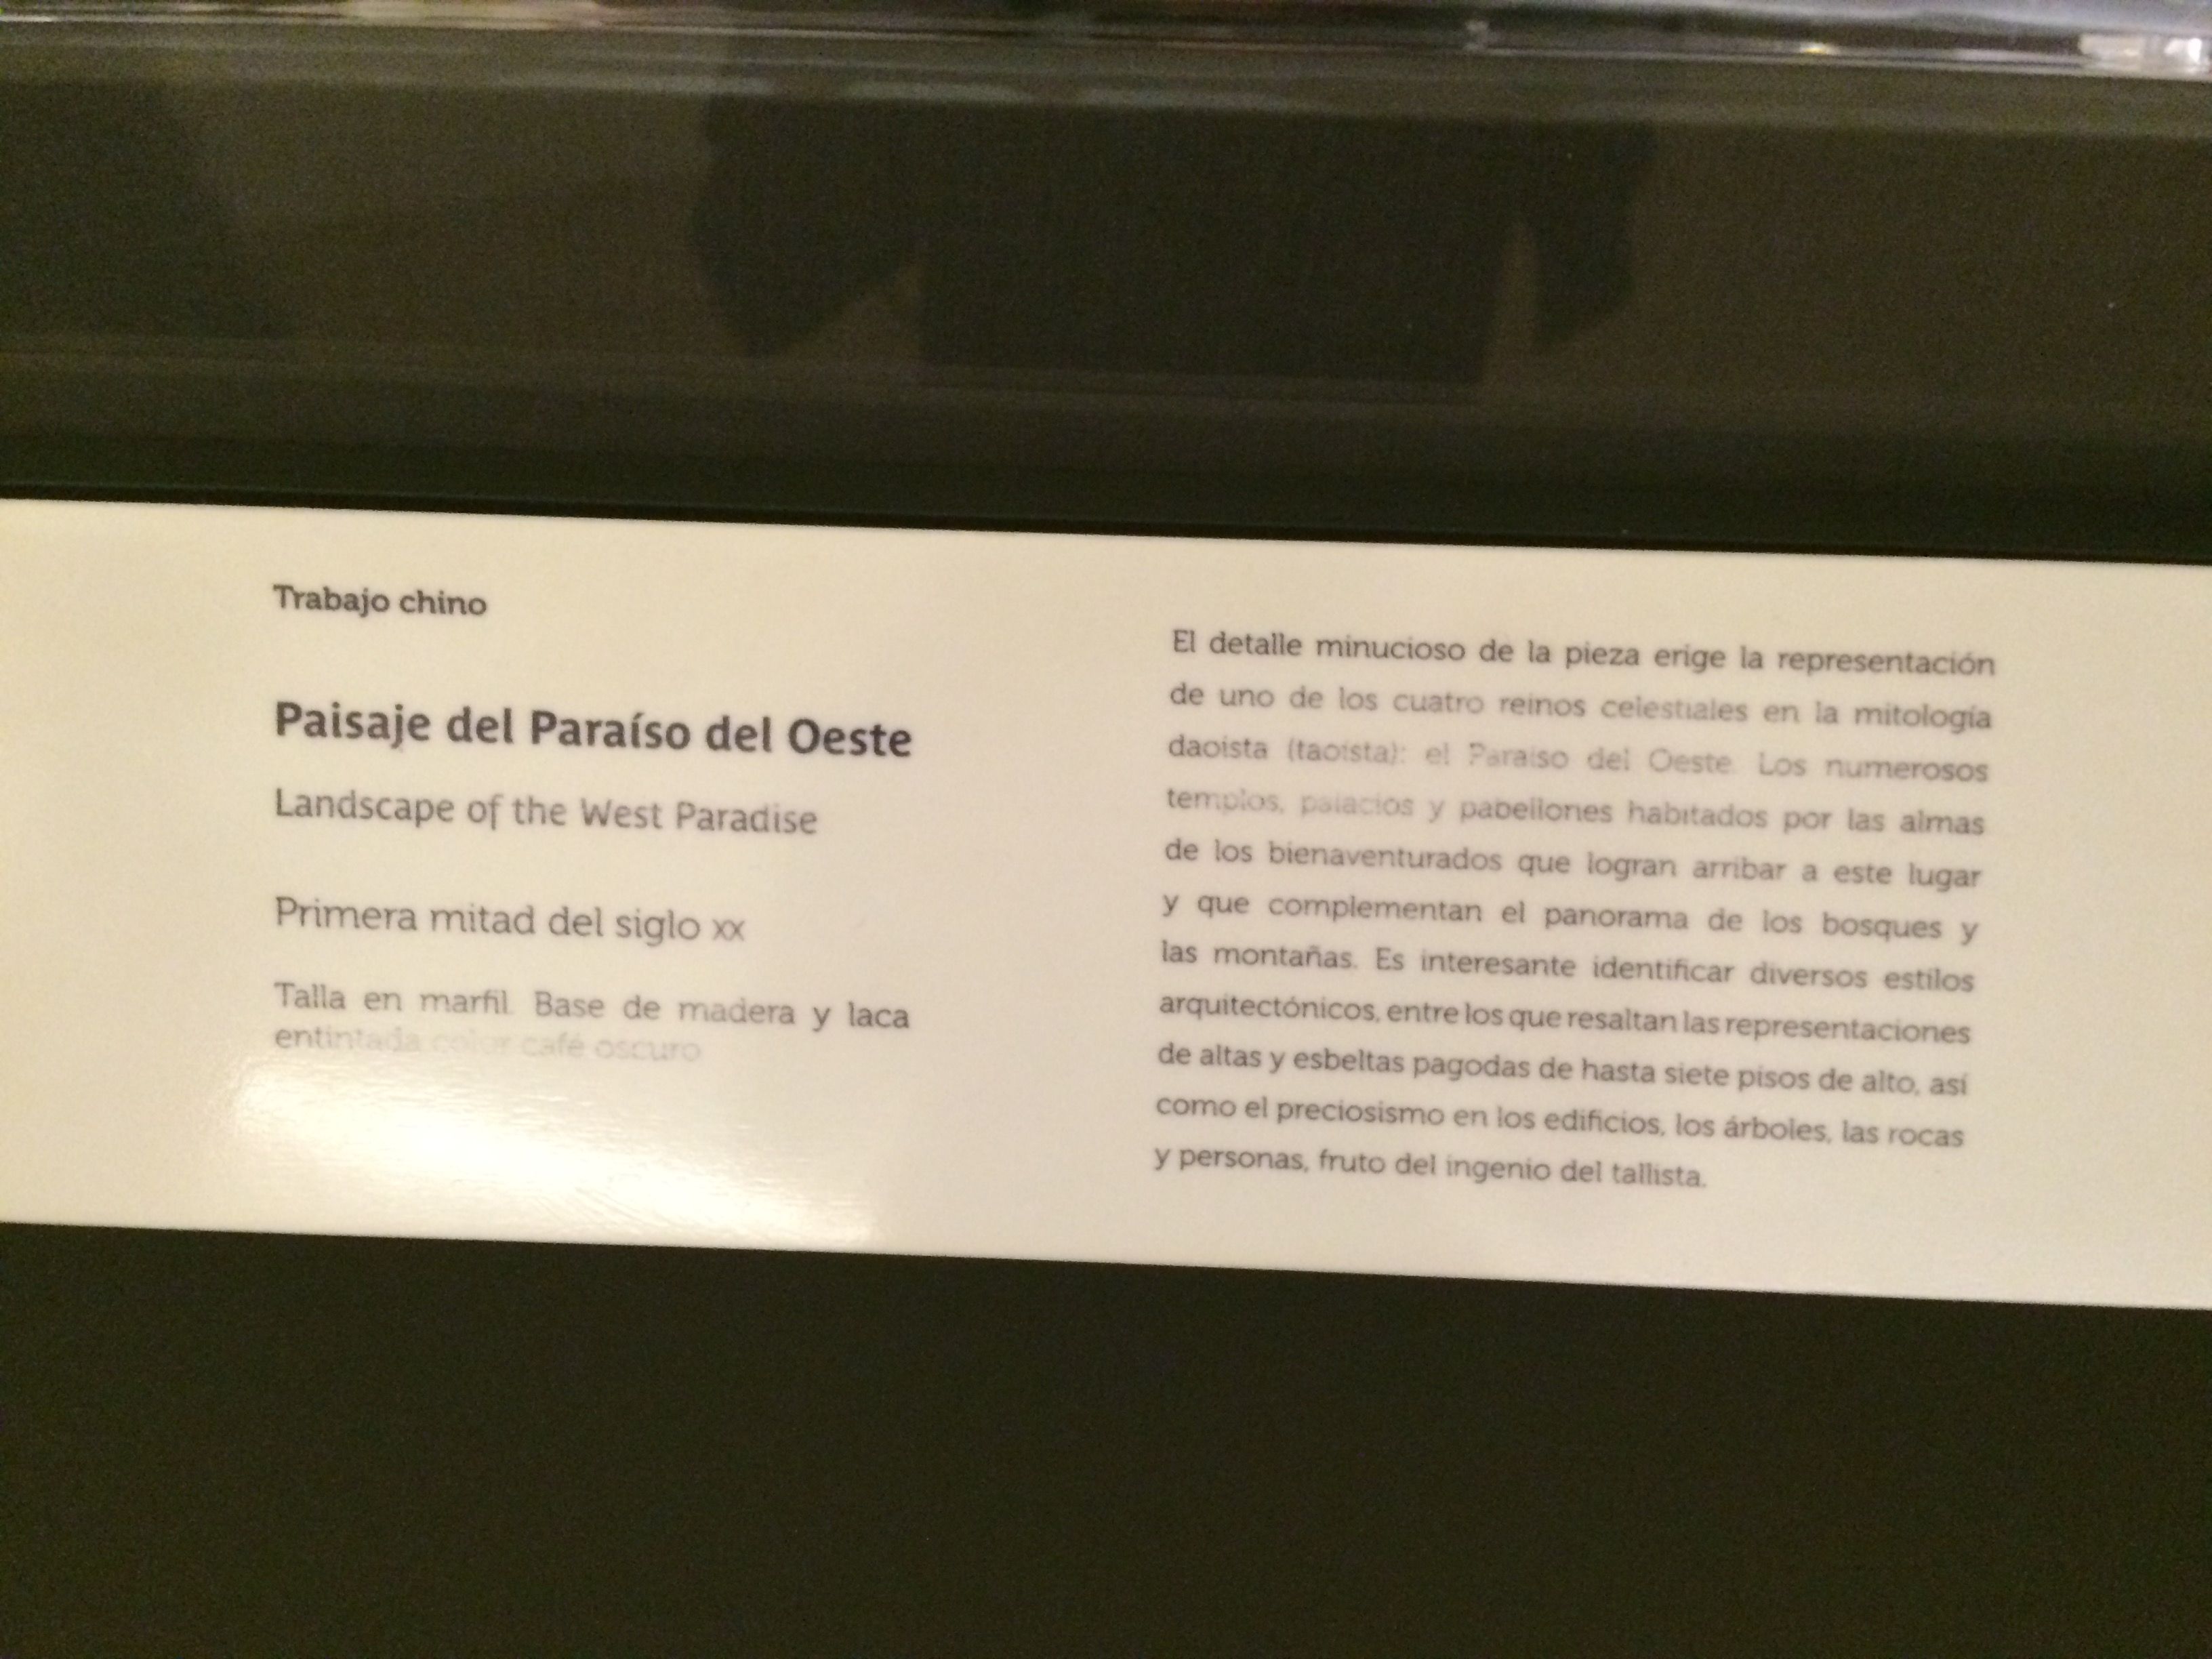 Trabajo chino
Paisaje del Paraíso del Oeste
Landscape of the West Paradise
Primera mitad del siglo xx
Talla en marfil. Base de madera y laca
entintada color café oscuro
El detalle minucioso de la pieza erige la representación
de uno de los cuatro reinos celestiales en la mitología
daoista (taoísta): el Paraíso del Oeste. Los numerosos
templos, palacios y pabellones habitados por las almas
de los bienaventurados que logran arribar a este lugar
y que complementan el panorama de los bosques y
las montañas. Es interesante identificar diversos estilos
arquitectónicos, entre los que resaltan las representaciones
de altas y esbeltas pagodas de hasta siete pisos de alto, así
como el preciosismo en los edificios, los árboles, las rocas
y personas, fruto del ingenio del tallista.